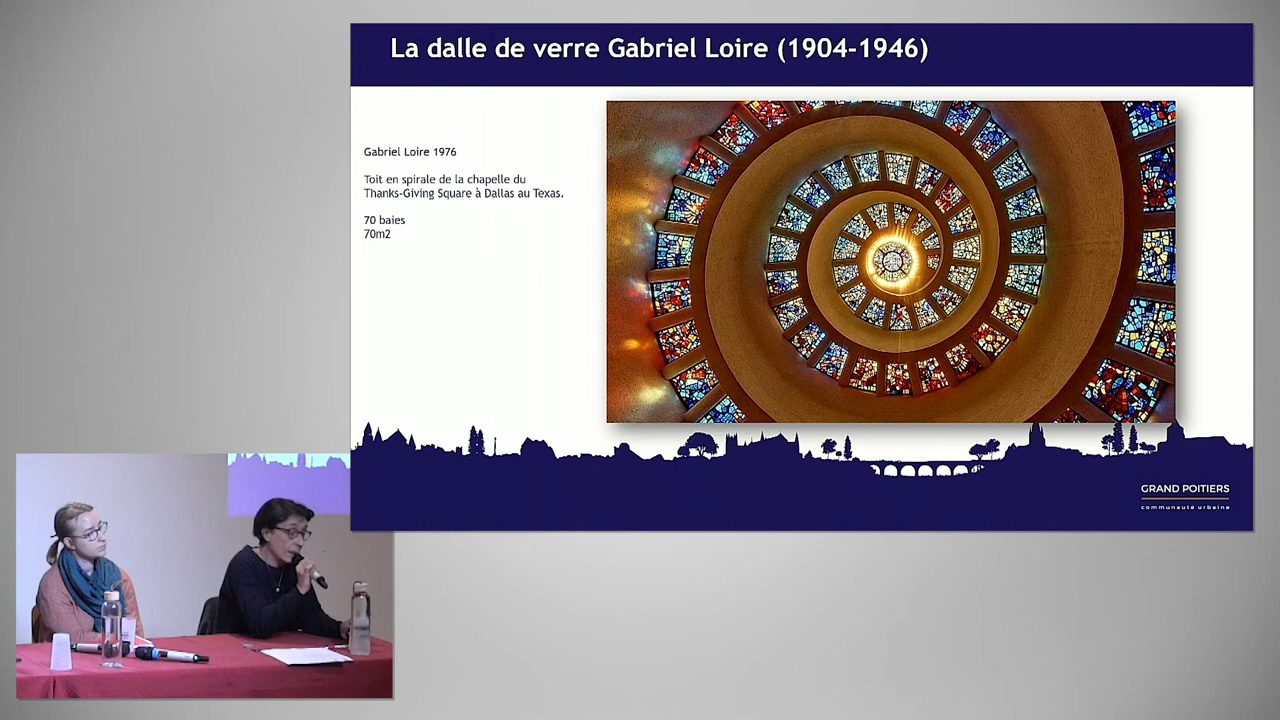 La dalle de verre Gabriel Loire (1904-1946)
Gabriel Loire 1976
Toit en spirale de la chapelle du
Thanks-Giving Square à Dallas au Texas.
70 baies
70m2
GRAND POITIERS
communauté urbaine